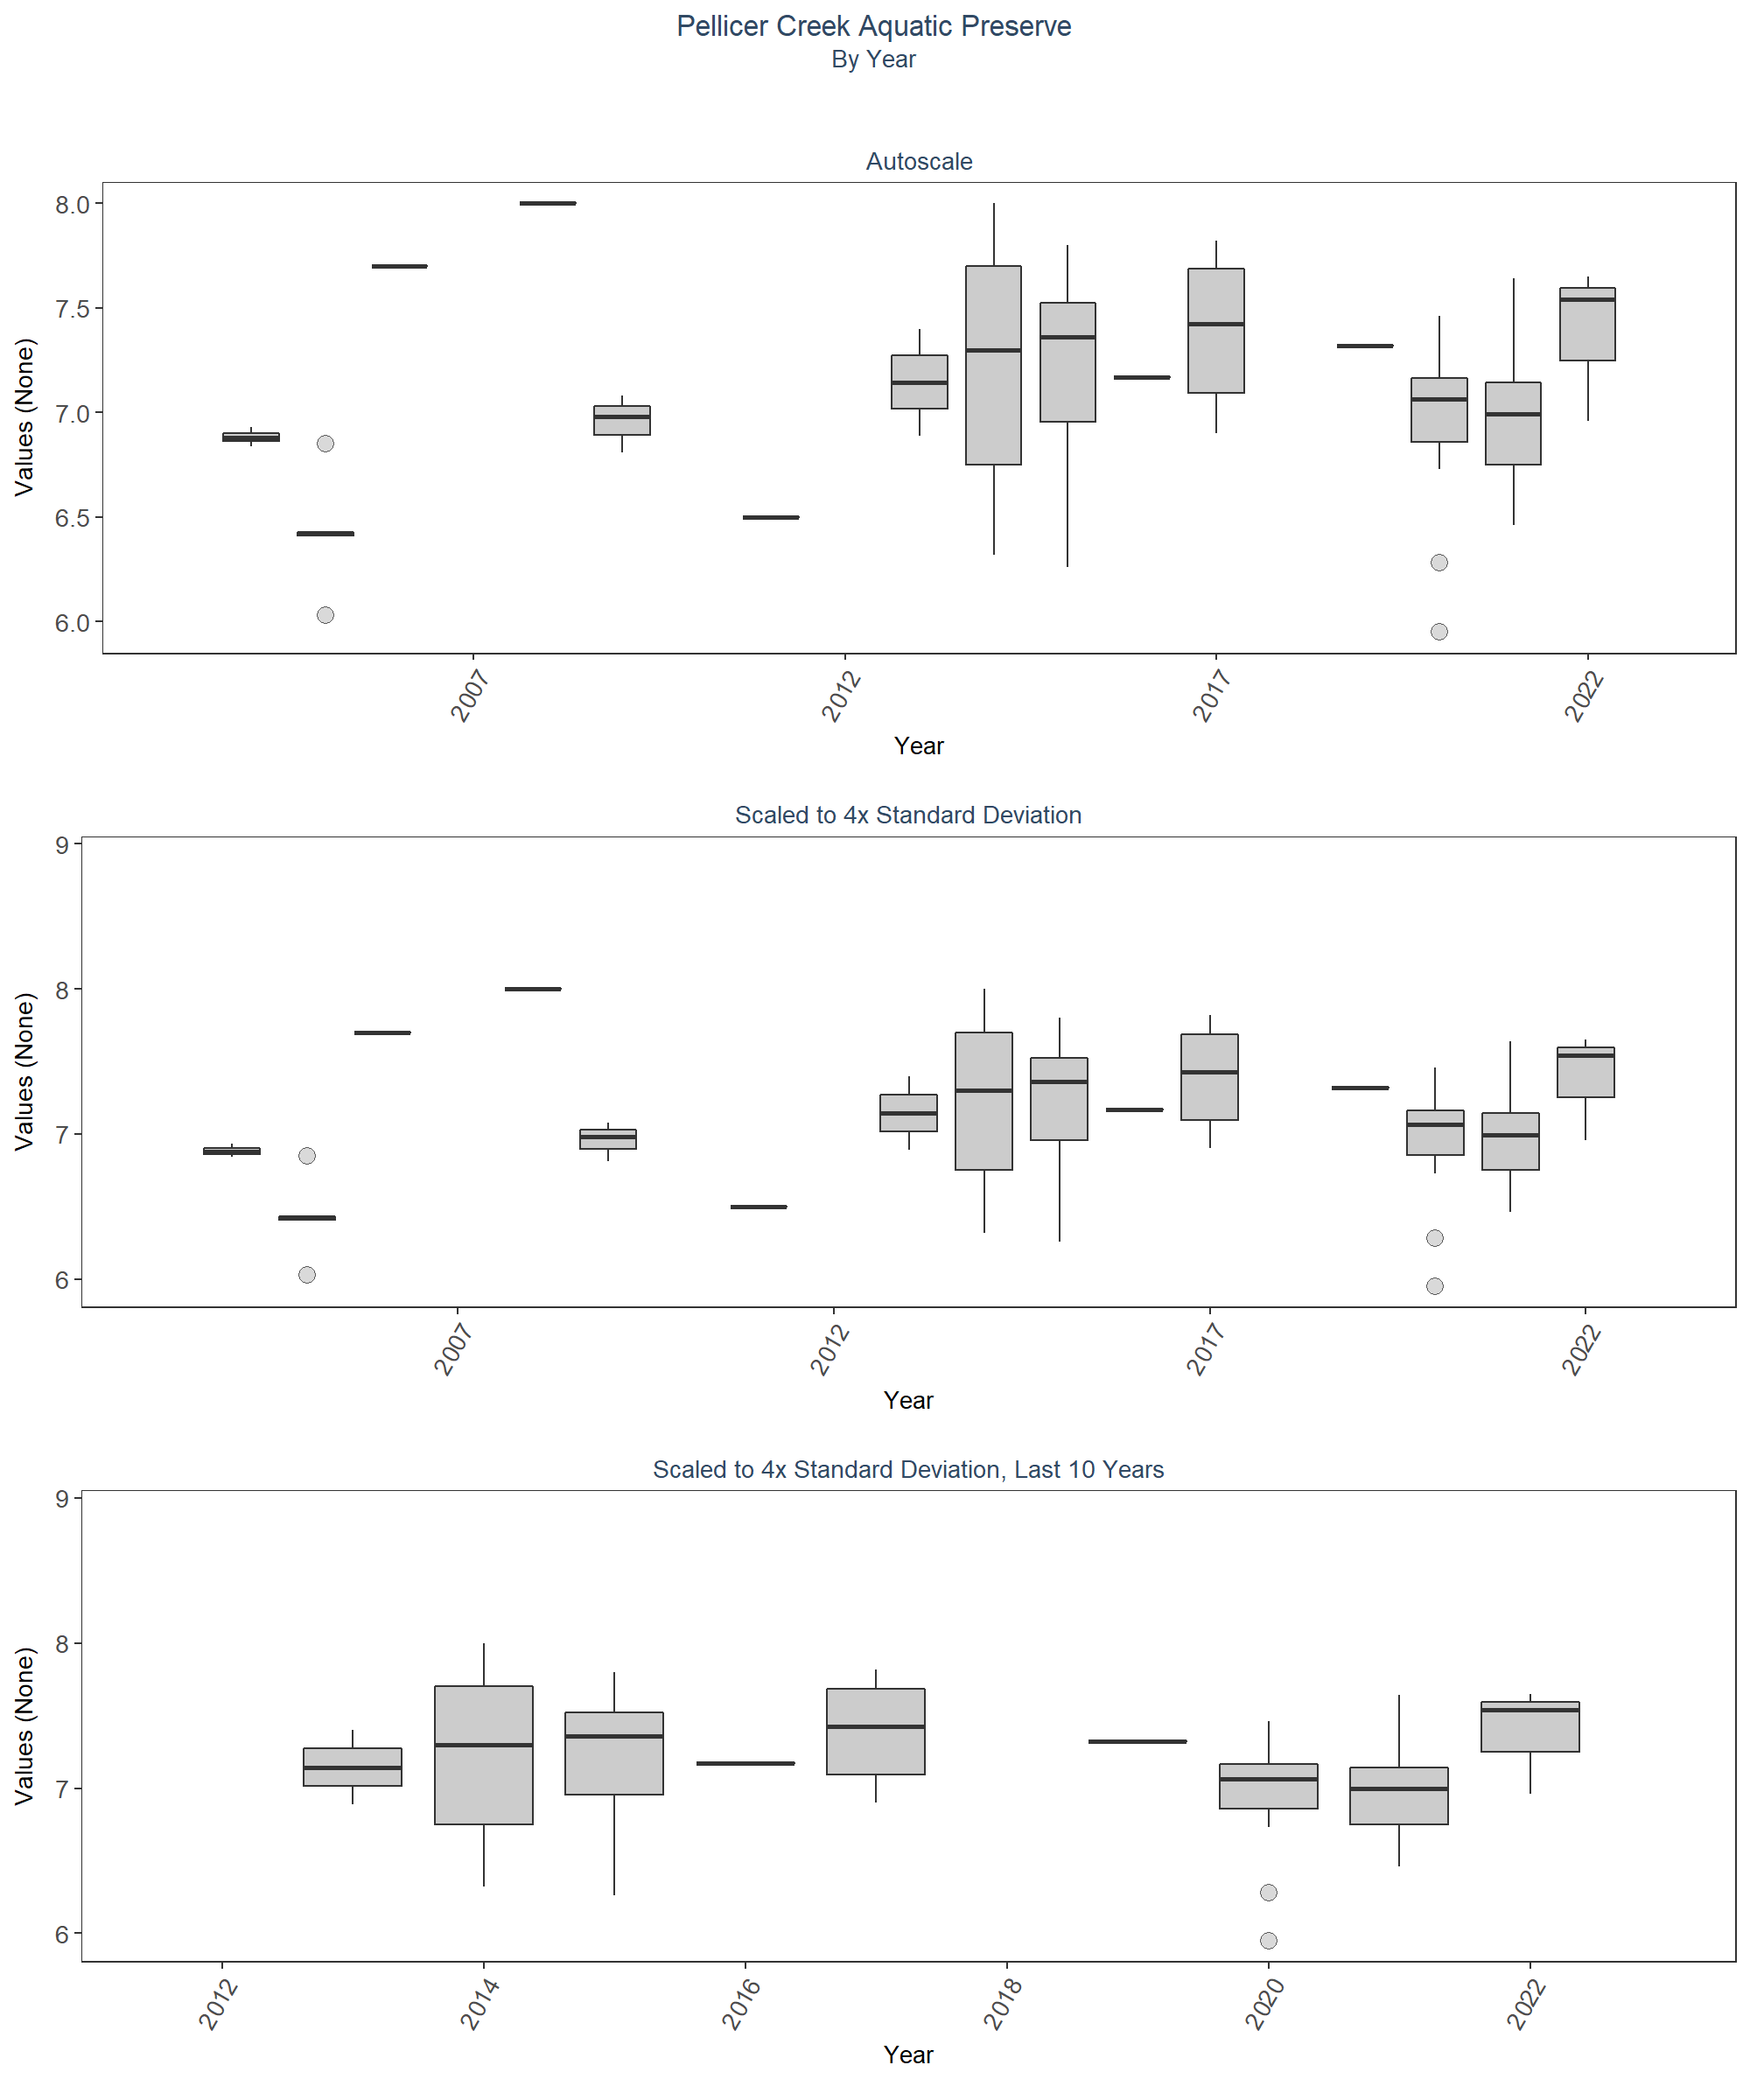 Pellicer Creek Aquatic Preserve
By Year
Autoscale
8.0
7.5
7.0
6.5
6.0
Values (None)
2007
2012
2017
2022
Year
Scaled to 4x Standard Deviation
9
8
7
6
Values (None)
2007
2012
2017
2022
Year
Scaled to 4x Standard Deviation, Last 10 Years
9
8
7
6
Values (None)
2012
2014
2016
2018
2020
2022
Year